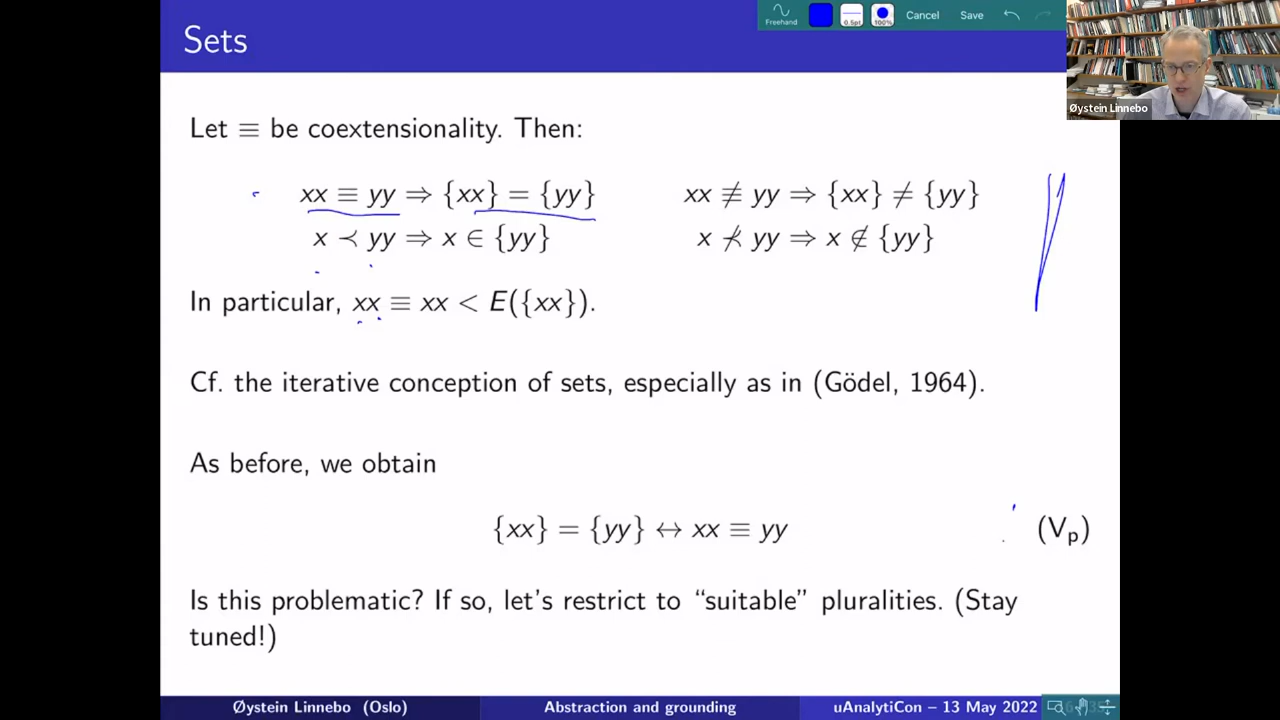 Sets
Freehand
0.5pt
100%
Cancel
Save
Øystein Linnebo
Let ≡ be coextensionality. Then:
xx ≡ yy ⇒ {xx} = {yy} xx ≢ yy ⇒ {xx} ≠ {yy}
x ≺ yy ⇒ x ∈ {yy} x ⊀ yy ⇒ x ∉ {yy}
In particular, xx ≡ xx < E({xx}).
Cf. the iterative conception of sets, especially as in (Gödel, 1964).
As before, we obtain
{xx} = {yy} ↔ xx ≡ yy (Vₚ)
Is this problematic? If so, let's restrict to “suitable” pluralities. (Stay
tuned!)
Øystein Linnebo (Oslo) Abstraction and grounding uAnalytiCon – 13 May 2022